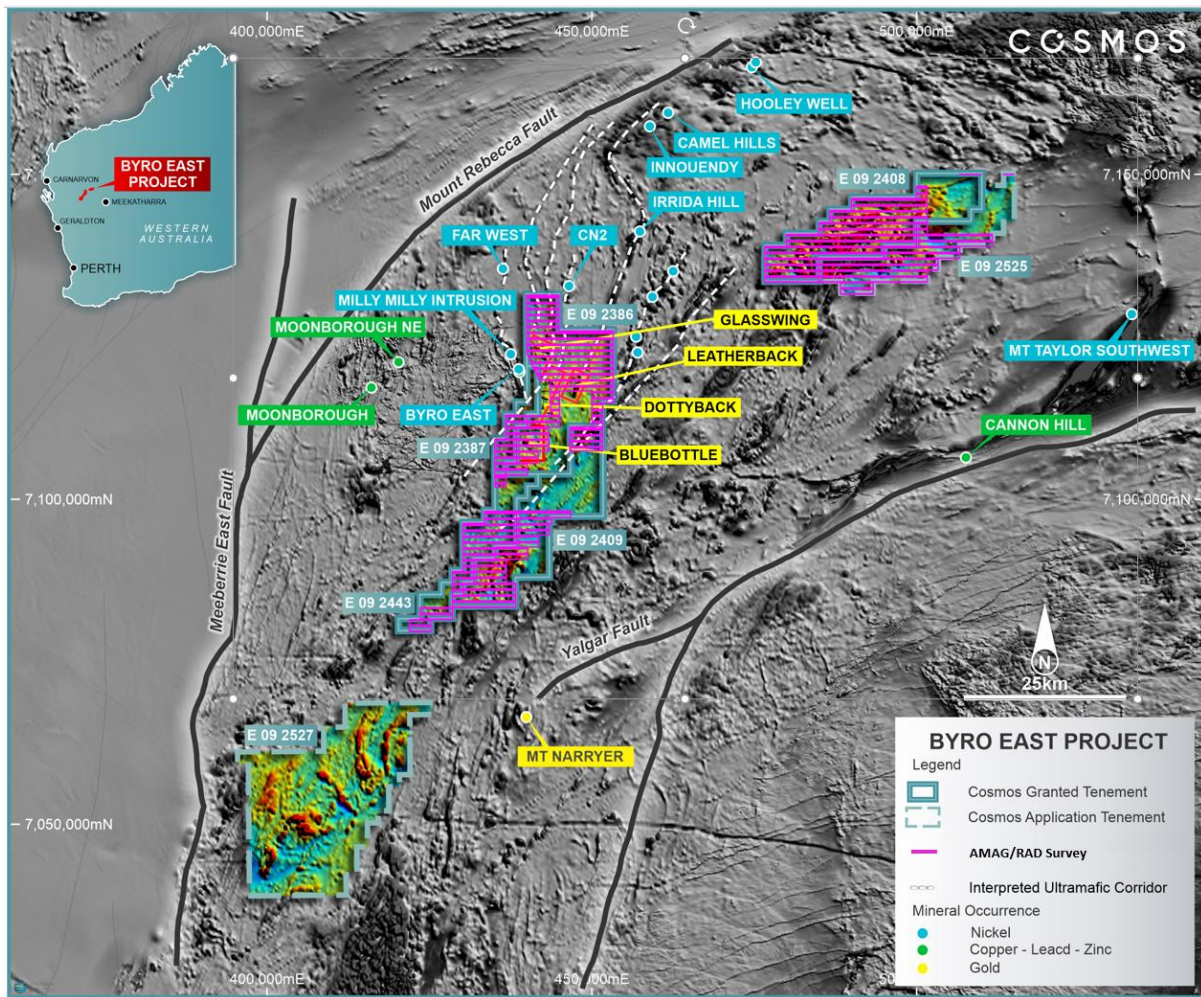 400,000mE
450,000mE
500,000mE
COSMOS
HOOLEY WELL
Mount Rebecca Fault
CAMEL HILLS
INNOUENDY
BYRO EAST
PROJECT
CARNARVON
MEEKATHARRA
GERALDTON
WESTERN
AUSTRALIA
PERTH
E 09 2408
7,150,000mN
IRRIDA HILL
FAR WEST
CN2
E 09 2525
MILLY MILLY INTRUSION
E 09 2386
GLASSWING
MOONBOROUGH NE
LEATHERBACK
MT TAYLOR SOUTHWEST
MOONBOROUGH
BYRO EAST
DOTTYBACK
CANNON HILL
E 09 2387
BLUEBOTTLE
7,100,000mN
7,100,000mN
E 09 2409
Meeberrie East Fault
E 09 2443
Yalgar Fault
N
25km
E 09 2527
MT NARRYER
7,050,000mN
BYRO EAST PROJECT
Legend
Cosmos Granted Tenement
Cosmos Application Tenement
AMAG/RAD Survey
Interpreted Ultramafic Corridor
Mineral Occurrence
Nickel
Copper - Leacd - Zinc
Gold
400,000mE
450,000mE